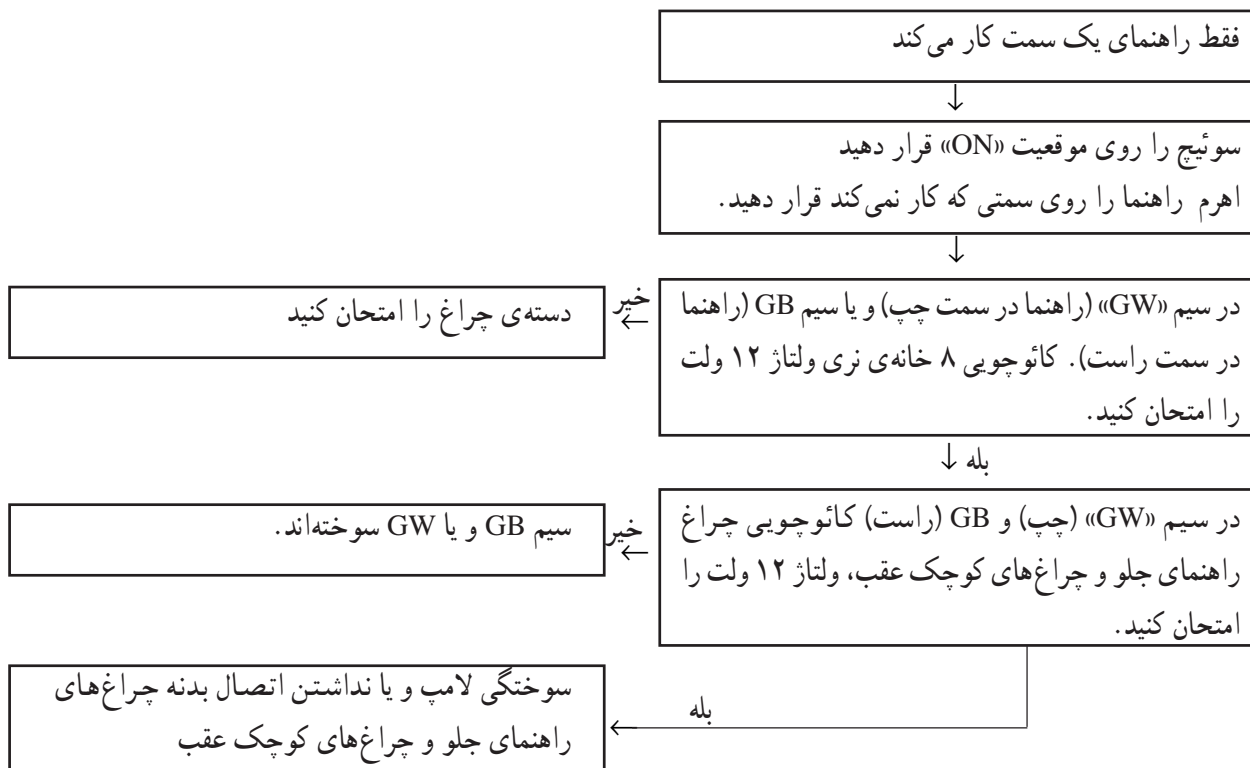 فقط راهنمای یک سمت کار می‌کند
↓
سوئیچ را روی موقعیت «ON» قرار دهید
اهرم راهنما را روی سمتی که کار نمی‌کند قرار دهید.
↓
در سیم «GW» (راهنما در سمت چپ) و یا سیم GB (راهنما
در سمت راست). کائوچویی ۸ خانه‌ی نری ولتاژ ۱۲ ولت
را امتحان کنید.
خیر
←
دسته‌ی چراغ را امتحان کنید
بله ↓
در سیم «GW» (چپ) و GB (راست) کائوچویی چراغ
راهنمای جلو و چراغ‌های کوچک عقب، ولتاژ ۱۲ ولت را
امتحان کنید.
خیر
←
سیم GB و یا GW سوخته‌اند.
بله
←
سوختگی لامپ و یا نداشتن اتصال بدنه چراغ‌های
راهنمای جلو و چراغ‌های کوچک عقب